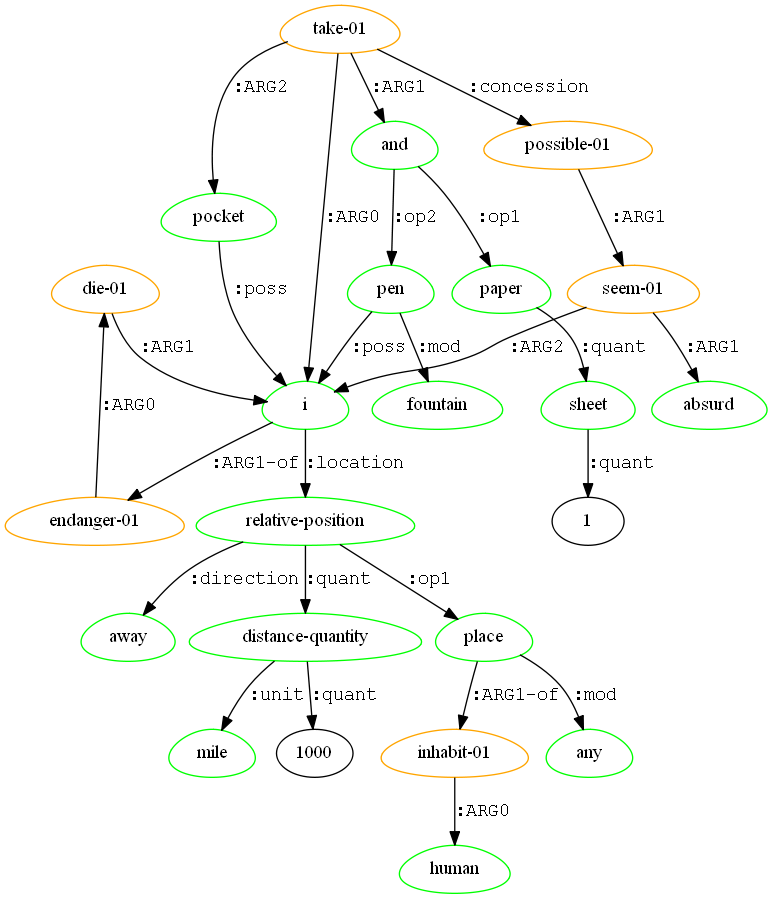 take-01
:ARG2
:ARG1
:concession
and
possible-01
pocket
:ARG0
:op2
:op1
:ARG1
die-01
:poss
pen
paper
seem-01
:ARG1
:poss
:mod
:ARG2
:quant
:ARG1
:ARG0
i
fountain
sheet
absurd
:ARG1-of
:location
:quant
endanger-01
relative-position
1
:direction
:quant
:op1
away
distance-quantity
place
:unit
:quant
:ARG1-of
:mod
mile
1000
inhabit-01
any
:ARG0
human